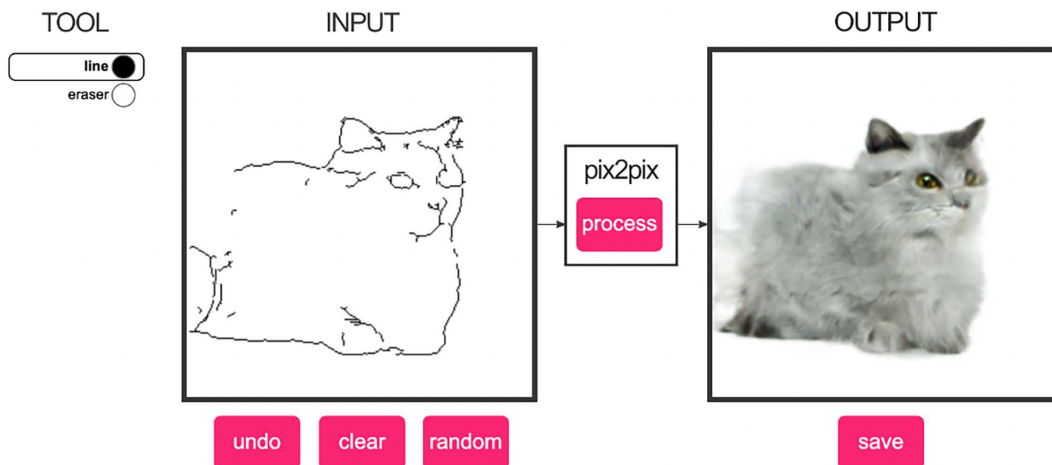 TOOL
INPUT
OUTPUT
line
eraser
pix2pix
process
undo
clear
random
save